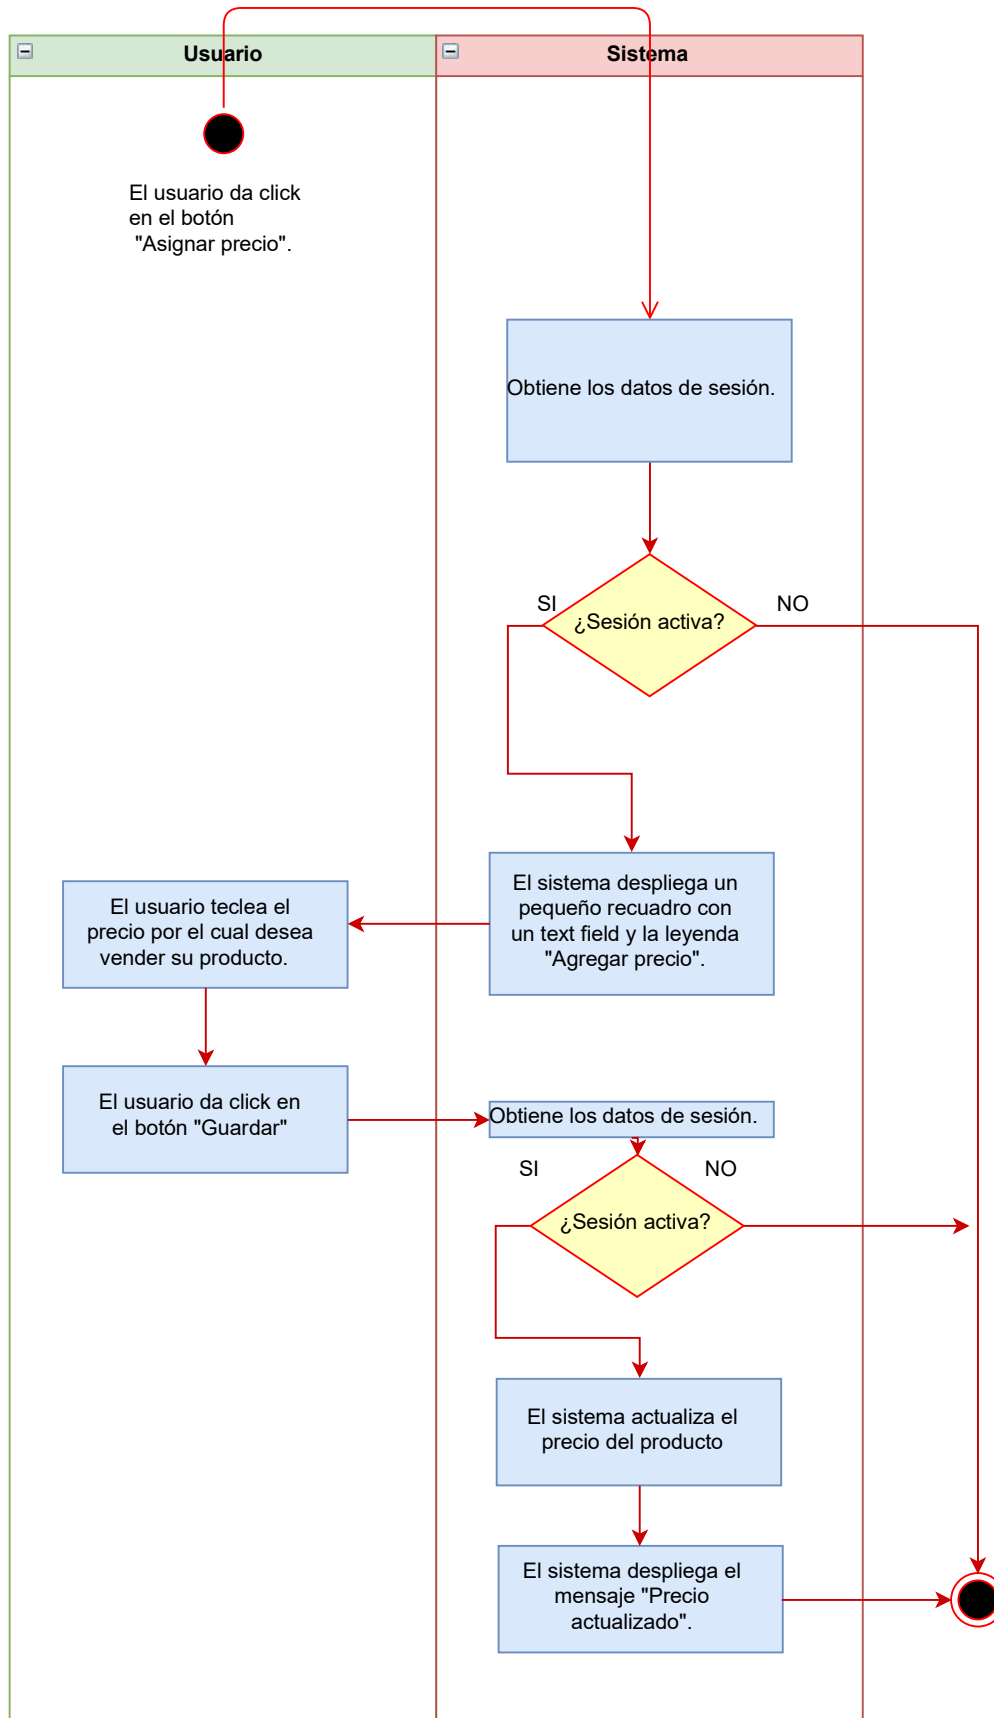 Usuario
Sistema
El usuario da click
en el botón
"Asignar precio".
Obtiene los datos de sesión.
¿Sesión activa?
SI
NO
El sistema despliega un
pequeño recuadro con
un text field y la leyenda
"Agregar precio".
El usuario teclea el
precio por el cual desea
vender su producto.
El usuario da click en
el botón "Guardar"
Obtiene los datos de sesión.
SI
NO
¿Sesión activa?
El sistema actualiza el
precio del producto
El sistema despliega el
mensaje "Precio
actualizado".